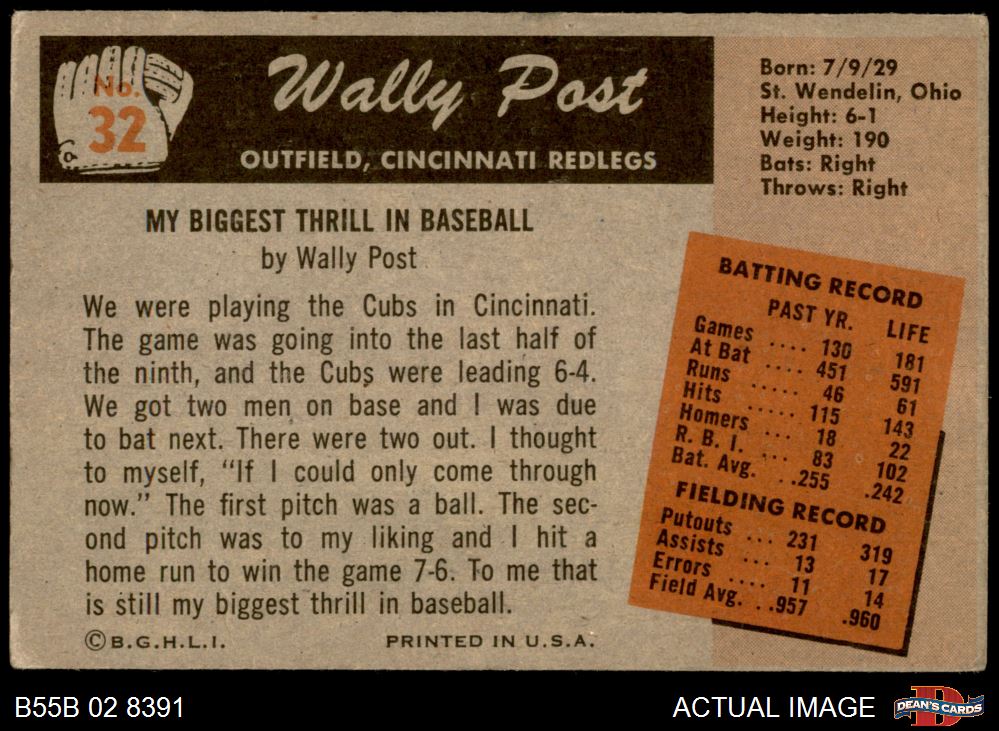 No.
32
Wally Post
OUTFIELD, CINCINNATI REDLEGS
Born: 7/9/29
St. Wendelin, Ohio
Height: 6-1
Weight: 190
Bats: Right
Throws: Right
MY BIGGEST THRILL IN BASEBALL
by Wally Post
We were playing the Cubs in Cincinnati.
The game was going into the last half of
the ninth, and the Cubs were leading 6-4.
We got two men on base and I was due
to bat next. There were two out. I thought
to myself, “If I could only come through
now.” The first pitch was a ball. The sec-
ond pitch was to my liking and I hit a
home run to win the game 7-6. To me that
is still my biggest thrill in baseball.
©B.G.H.L.I. PRINTED IN U.S.A.
BATTING RECORD
PAST YR. LIFE
Games .... 130 181
At Bat .... 451 591
Runs ..... 46 61
Hits ..... 115 143
Homers ... 18 22
R. B. I. ... 83 102
Bat. Avg. . .255 .242
FIELDING RECORD
Putouts ... 231 319
Assists ... 13 17
Errors .... 11 14
Field Avg. . .957 .960
B55B 02 8391 ACTUAL IMAGE DEAN'S CARDS